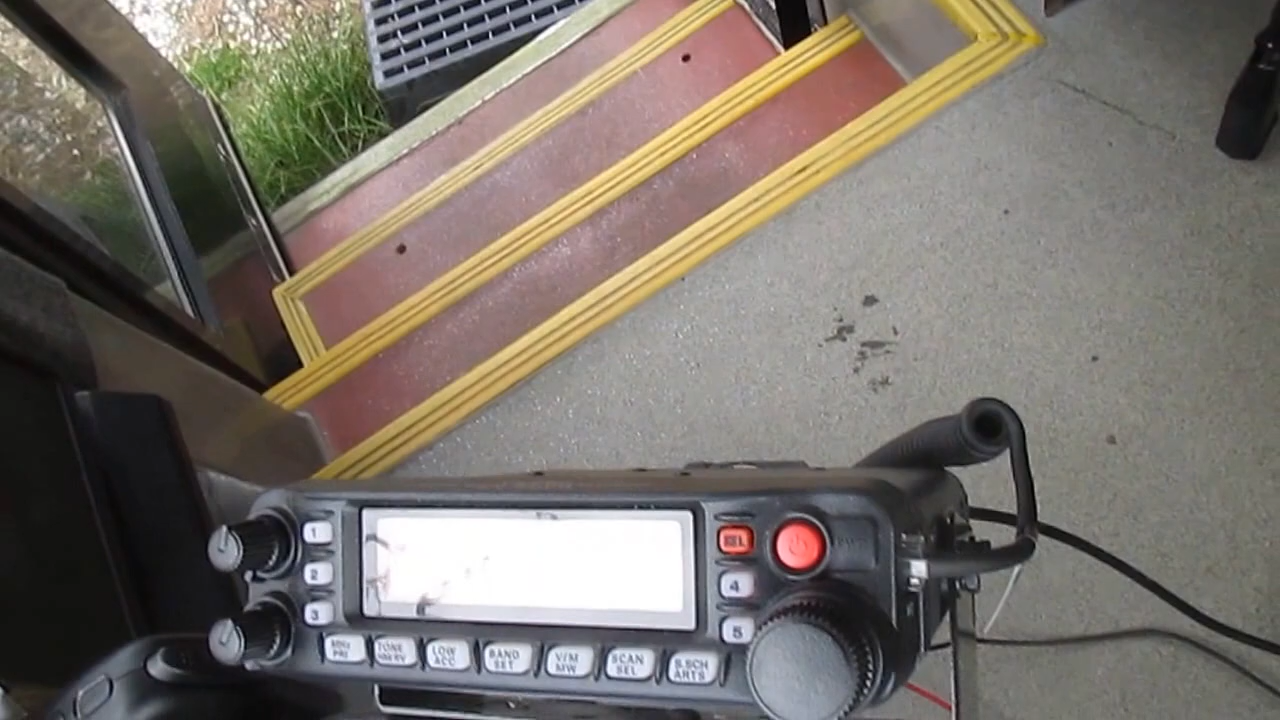 1
2
3
SEL
4
5
MHz
PRI
TONE
LOW
ACC
BAND
SET
V/M
MW
SCAN
SEL
S.SCH
ARTS